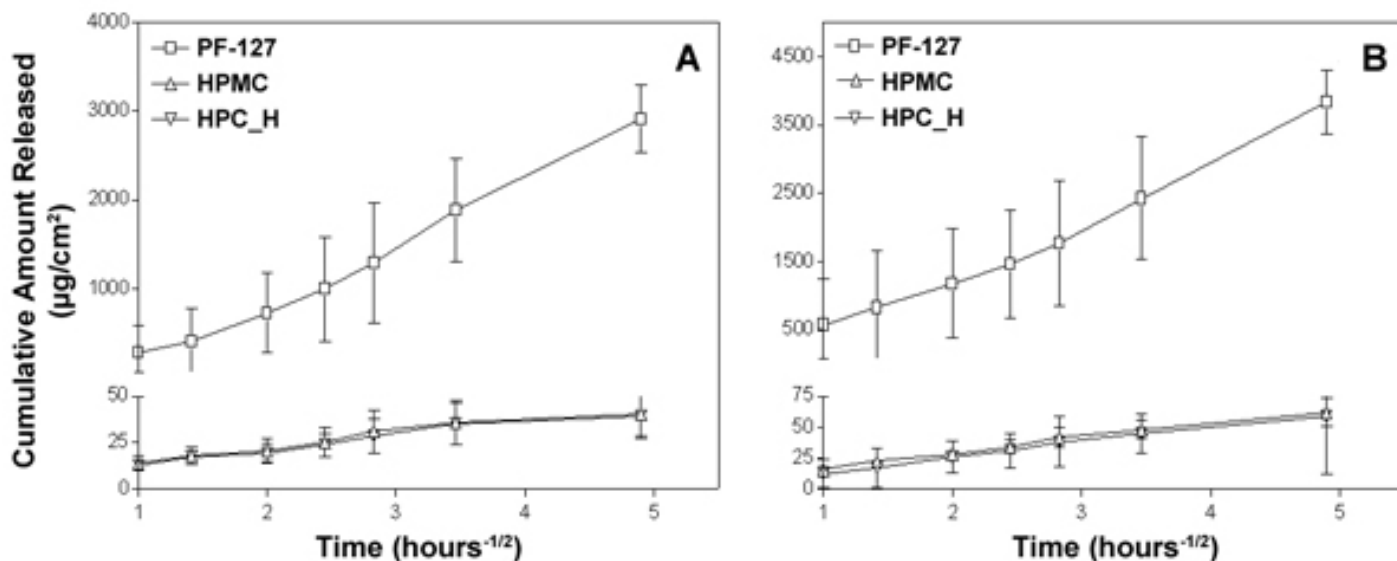 Cumulative Amount Released
(µg/cm²)
4000
3000
2000
1000
50
25
0
PF-127
HPMC
HPC_H
A
1 2 3 4 5
Time (hours⁻¹/²)
4500
3500
2500
1500
500
75
50
25
0
PF-127
HPMC
HPC_H
B
1 2 3 4 5
Time (hours⁻¹/²)